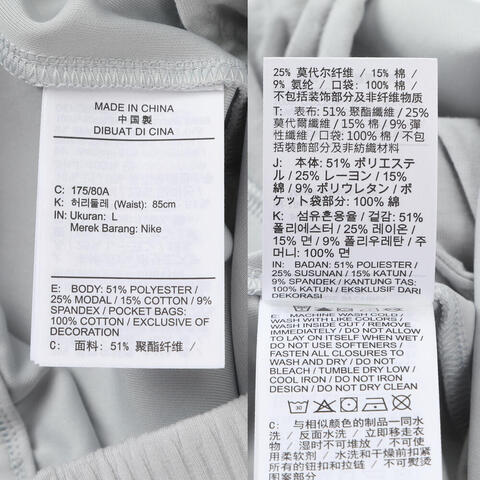 MADE IN CHINA
中国製
DIBUAT DI CINA
C: 175/80A
K: 허리둘레 (Waist): 85cm
IN: Ukuran: L
Merek Barang: Nike
E: BODY: 51% POLYESTER /
25% MODAL / 15% COTTON / 9%
SPANDEX / POCKET BAGS:
100% COTTON / EXCLUSIVE OF
DECORATION
C: 面料: 51% 聚酯纤维 /
25% 莫代尔纤维 / 15% 棉 /
9% 氨纶 / 口袋: 100% 棉 /
不包括装饰部分及非纤维物质
T: 表布: 51% 聚酯纖維 / 25%
莫代爾纖維 / 15% 棉 / 9% 彈
性纖維 / 口袋: 100% 棉 / 不包
括裝飾部分及非紡織材料
J: 本体: 51% ポリエステ
ル / 25% レーヨン / 15%
綿 / 9% ポリウレタン / ポ
ケット袋部分: 100% 綿
K: 섬유혼용율 / 겉감: 51%
폴리에스터 / 25% 레이온 /
15% 면 / 9% 폴리우레탄 / 주
머니: 100% 면
IN: BADAN: 51% POLIESTER /
25% SUSUNAN / 15% KATUN /
9% SPANDEK / KANTUNG TAS:
100% KATUN / EKSKLUSIF DARI
DEKORASI
E: MACHINE WASH COLD /
WASH WITH LIKE COLOURS /
WASH INSIDE OUT / REMOVE
IMMEDIATELY / DO NOT ALLOW
TO LAY ON ITSELF WHEN WET /
DO NOT USE SOFTENERS /
FASTEN ALL CLOSURES TO
WASH AND DRY / DO NOT
BLEACH / TUMBLE DRY LOW /
COOL IRON / DO NOT IRON
DESIGN / DO NOT DRY CLEAN
C: 与相似颜色的制品一同水
洗 / 反面水洗 / 立即移走衣
物 / 湿时不可堆放 / 不可使
用柔顺剂 / 水洗和干燥前扣紧
所有的钮扣和拉链 / 不可熨烫
图案部分